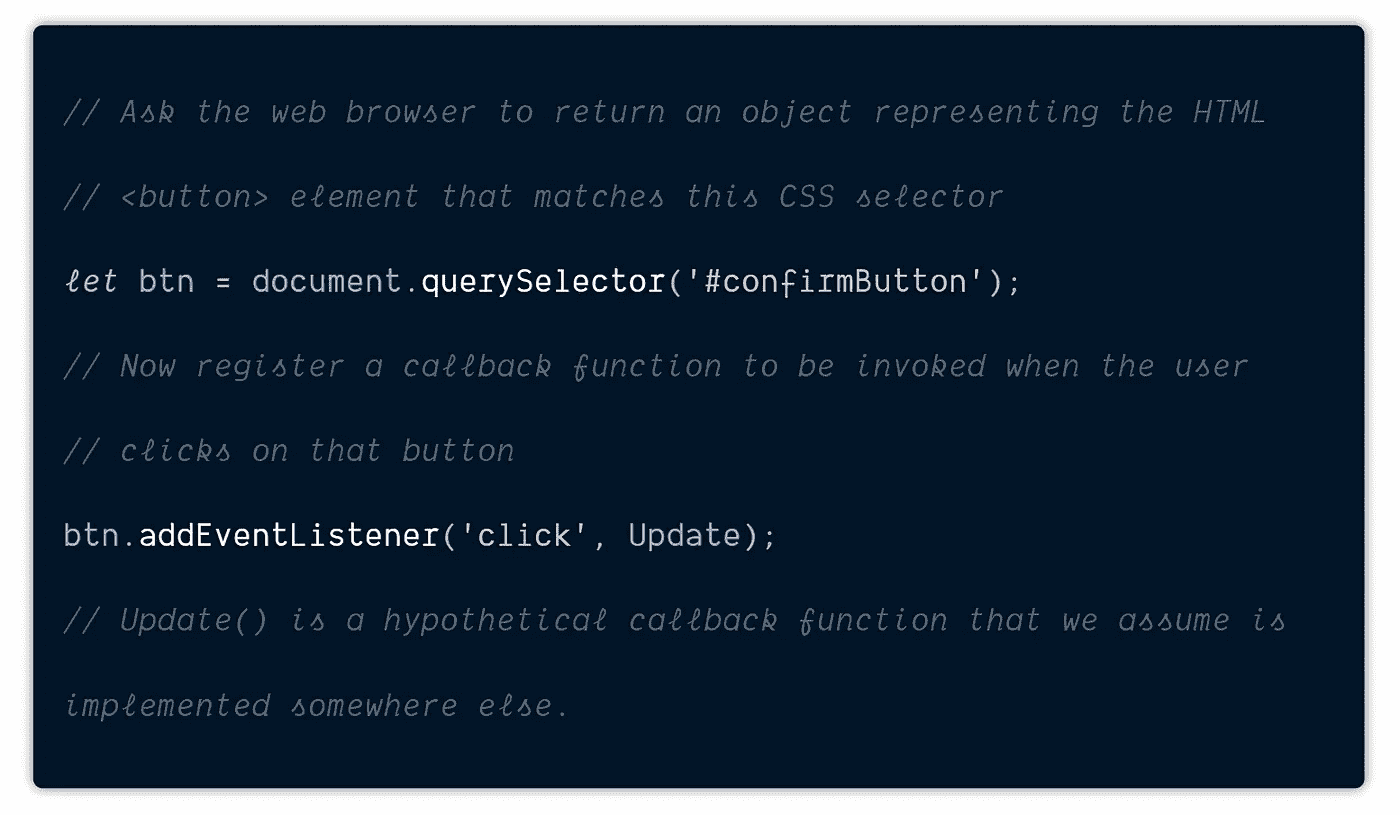 // Ask the web browser to return an object representing the HTML
// <button> element that matches this CSS selector
let btn = document.querySelector('#confirmButton');
// Now register a callback function to be invoked when the user
// clicks on that button
btn.addEventListener('click', Update);
// Update() is a hypothetical callback function that we assume is
implemented somewhere else.